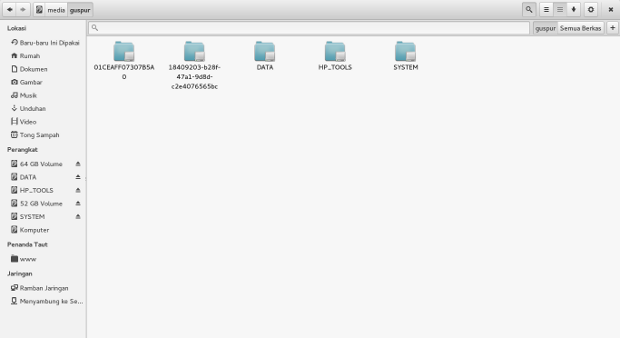 media guspur
Lokasi
Baru-baru Ini Dipakai
Rumah
Dokumen
Gambar
Musik
Unduhan
Video
Tong Sampah
Perangkat
64 GB Volume
DATA
HP_TOOLS
52 GB Volume
SYSTEM
Komputer
Penanda Taut
www
Jaringan
Ramban Jaringan
Menyambung ke Se...
guspur Semua Berkas +
01CEAFF07307B5A
0
18409203-b28f-
47a1-9d8d-
c2e4076565bc
DATA
HP_TOOLS
SYSTEM